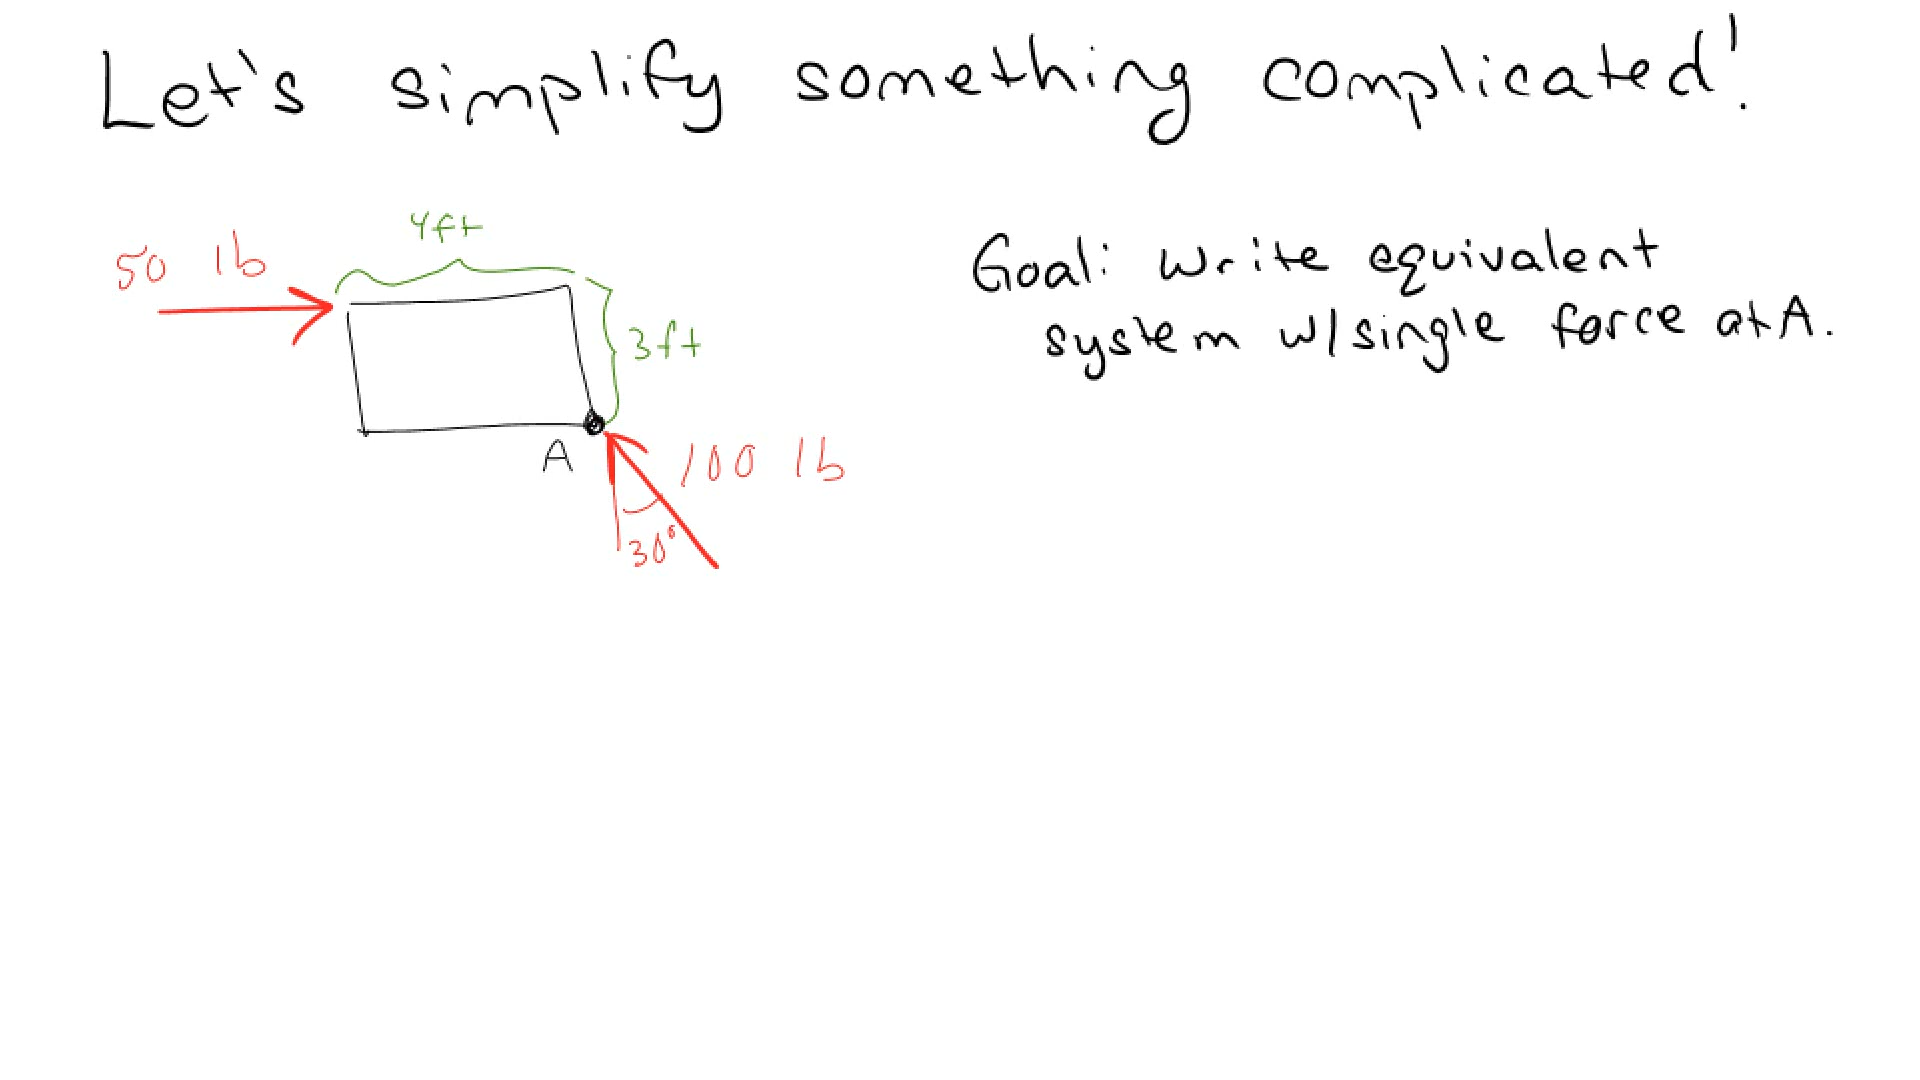 Let's simplify something complicated!
4ft
50 lb
Goal: write equivalent
system w/single force at A.
3ft
A
100 lb
30°